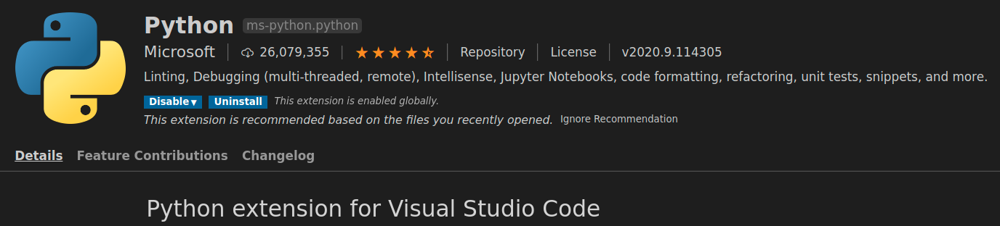 Python ms-python.python
Microsoft 26,079,355 Repository License v2020.9.114305
Linting, Debugging (multi-threaded, remote), Intellisense, Jupyter Notebooks, code formatting, refactoring, unit tests, snippets, and more.
Disable Uninstall This extension is enabled globally.
This extension is recommended based on the files you recently opened. Ignore Recommendation
Details Feature Contributions Changelog
Python extension for Visual Studio Code